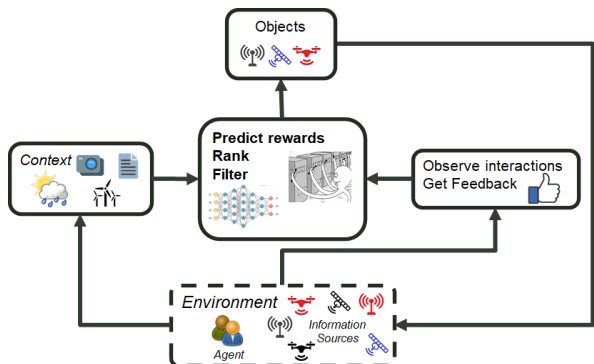 Objects
Predict rewards
Rank
Filter
Context
Observe interactions
Get Feedback
Environment
Information
Sources
Agent